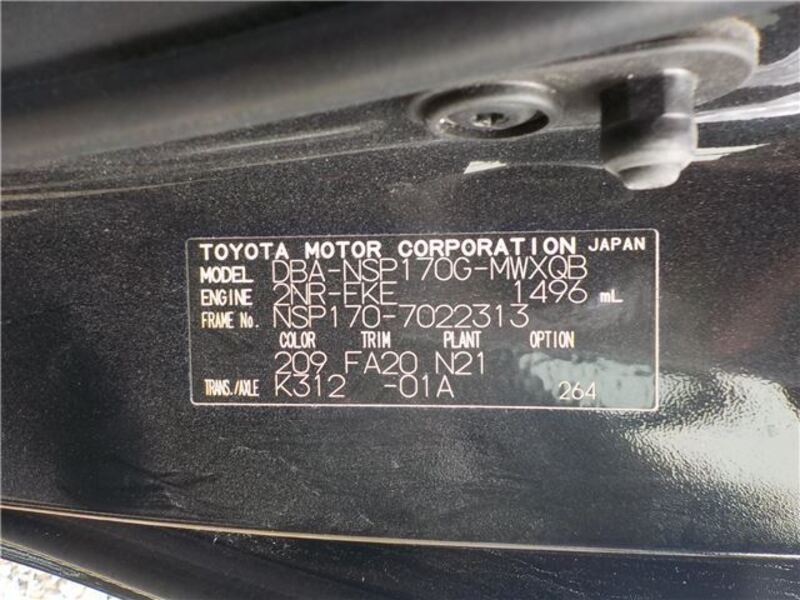 TOYOTA MOTOR CORPORATION JAPAN
MODEL DBA-NSP170G-MWXQB
ENGINE 2NR-FKE 1496 mL
FRAME No. NSP170-7022313
COLOR TRIM PLANT OPTION
209 FA20 N21
TRANS./AXLE K312 -01A 264